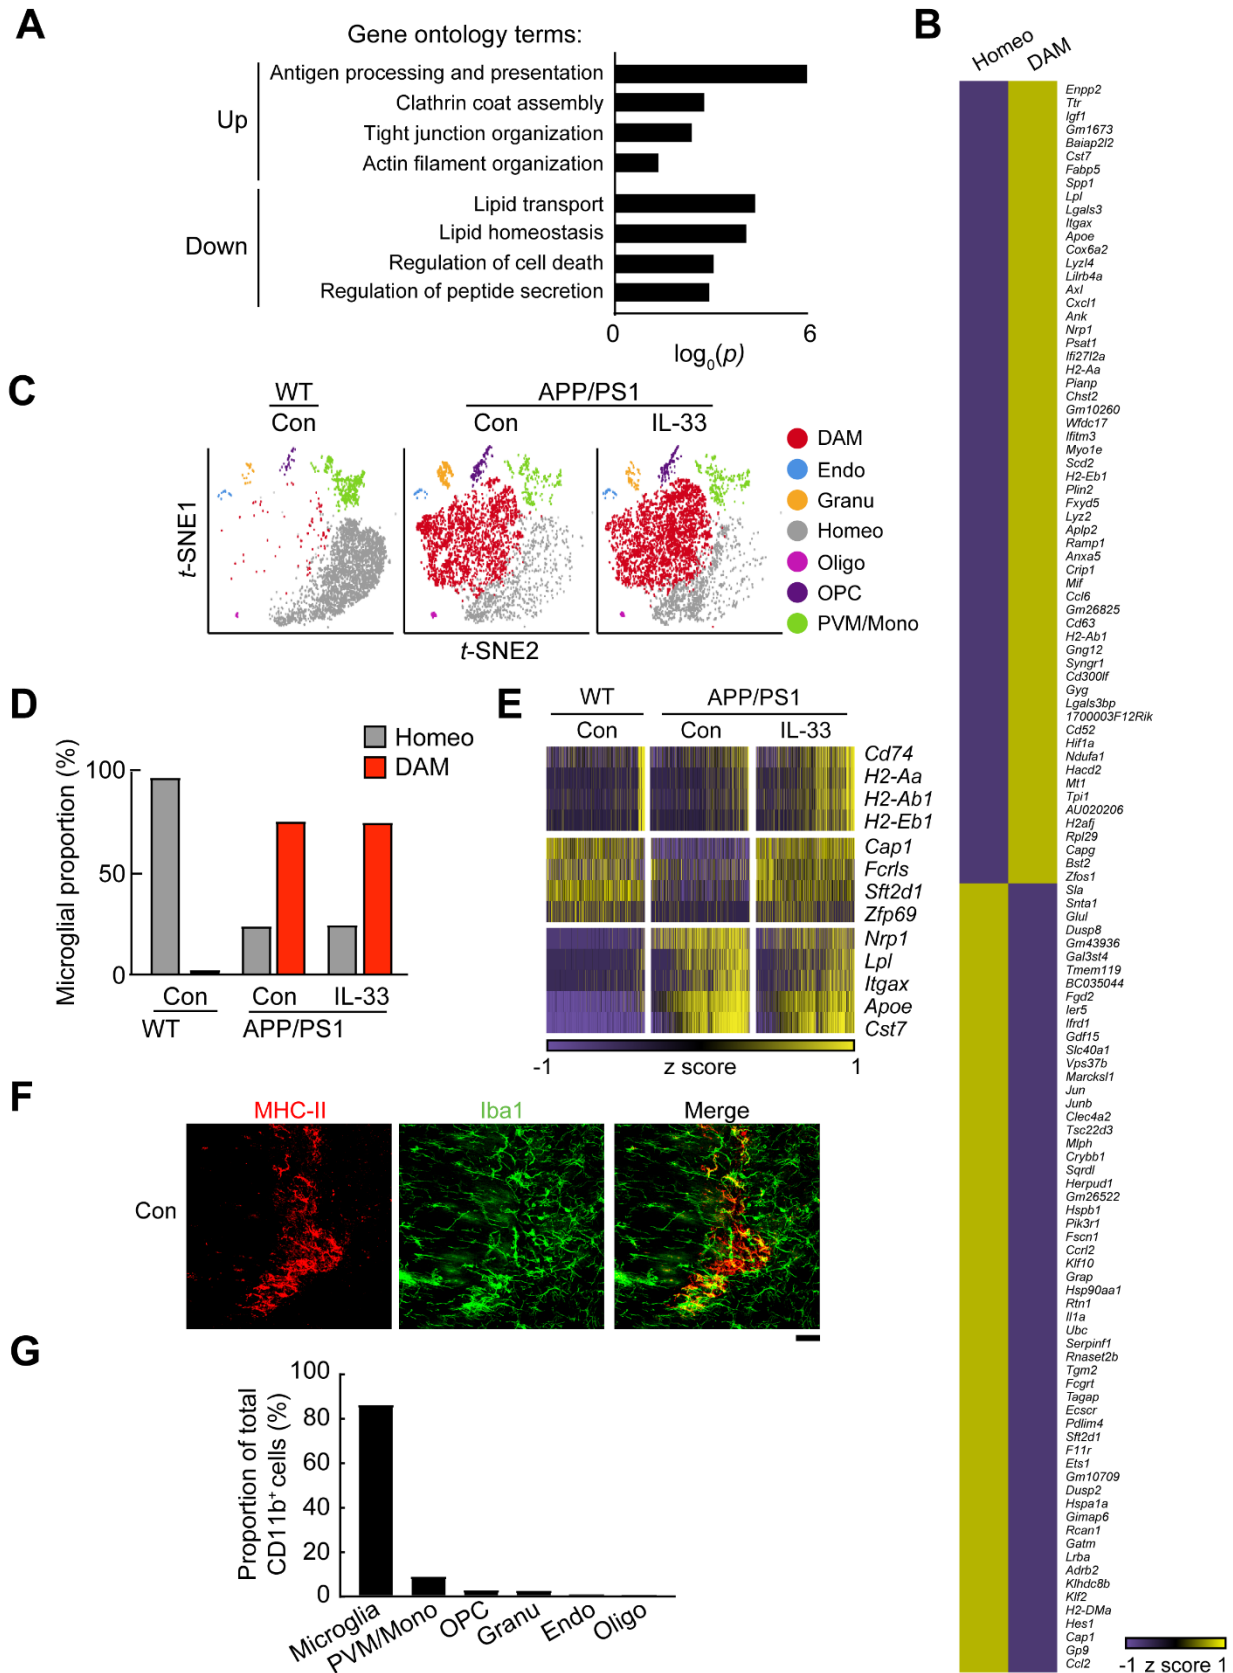 A
Gene ontology terms:
Up
Antigen processing and presentation
Clathrin coat assembly
Tight junction organization
Actin filament organization
Down
Lipid transport
Lipid homeostasis
Regulation of cell death
Regulation of peptide secretion
0 6
log0(p)
B
Homeo DAM
Enpp2
Ttr
Igf1
Gm1673
Baiap2l2
Cst7
Fabp5
Spp1
Lpl
Lgals3
Itgax
Apoe
Cox6a2
Lyzl4
Lilrb4a
Axl
Cxcl1
Ank
Nrp1
Psat1
Ifi27l2a
H2-Aa
Pianp
Chst2
Gm10260
Wfdc17
Ifitm3
Myo1e
Scd2
H2-Eb1
Plin2
Fxyd5
Lyz2
Aplp2
Ramp1
Anxa5
Crip1
Mif
Ccl6
Gm26825
Cd63
H2-Ab1
Gng12
Syngr1
Cd300lf
Gyg
Lgals3bp
1700003F12Rik
Cd52
Hif1a
Ndufa1
Hacd2
Mt1
Tpi1
AU020206
H2afj
Rpl29
Capg
Bst2
Zfos1
Sla
Snta1
Glul
Dusp8
Gm43936
Gal3st4
Tmem119
BC035044
Fgd2
Ier5
Ifrd1
Gdf15
Slc40a1
Vps37b
Marcksl1
Jun
Junb
Clec4a2
Tsc22d3
Mlph
Crybb1
Sqrdl
Herpud1
Gm26522
Hspb1
Pik3r1
Fscn1
Ccrl2
Klf10
Grap
Hsp90aa1
Rtn1
Il1a
Ubc
Serpinf1
Rnaset2b
Tgm2
Fcgrt
Tagap
Ecscr
Pdlim4
Sft2d1
F11r
Ets1
Gm10709
Dusp2
Hspa1a
Gimap6
Rcan1
Gatm
Lrba
Adrb2
Klhdc8b
Klf2
H2-DMa
Hes1
Cap1
Gp9
Ccl2
-1 z score 1
C
WT APP/PS1
Con Con IL-33
t-SNE1
t-SNE2
DAM
Endo
Granu
Homeo
Oligo
OPC
PVM/Mono
D
Microglial proportion (%)
100
50
0
Homeo
DAM
Con Con IL-33
WT APP/PS1
E
WT APP/PS1
Con Con IL-33
Cd74
H2-Aa
H2-Ab1
H2-Eb1
Cap1
Fcrls
Sft2d1
Zfp69
Nrp1
Lpl
Itgax
Apoe
Cst7
-1 z score 1
F
MHC-II Iba1 Merge
Con
G
Proportion of total
CD11b+ cells (%)
100
80
60
40
20
0
Microglia
PVM/Mono
OPC
Granu
Endo
Oligo